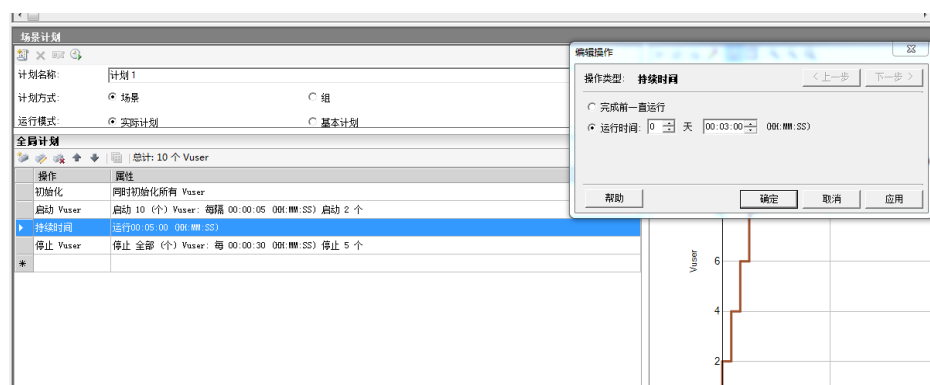 场景计划
计划名称: 计划 1
计划方式: 场景 组
运行模式: 实际计划 基本计划
全局计划
总计: 10 个 Vuser
操作 属性
初始化 同时初始化所有 Vuser
启动 Vuser 启动 10 (个) Vuser: 每隔 00:00:05 (HH:MM:SS) 启动 2 个
持续时间 运行00:05:00 (HH:MM:SS)
停止 Vuser 停止 全部 (个) Vuser: 每 00:00:30 (HH:MM:SS) 停止 5 个
编辑操作
操作类型: 持续时间 <上一步 下一步>
完成前一直运行
运行时间: 0 天 00:03:00 (HH:MM:SS)
帮助 确定 取消 应用
Vuser
6
4
2